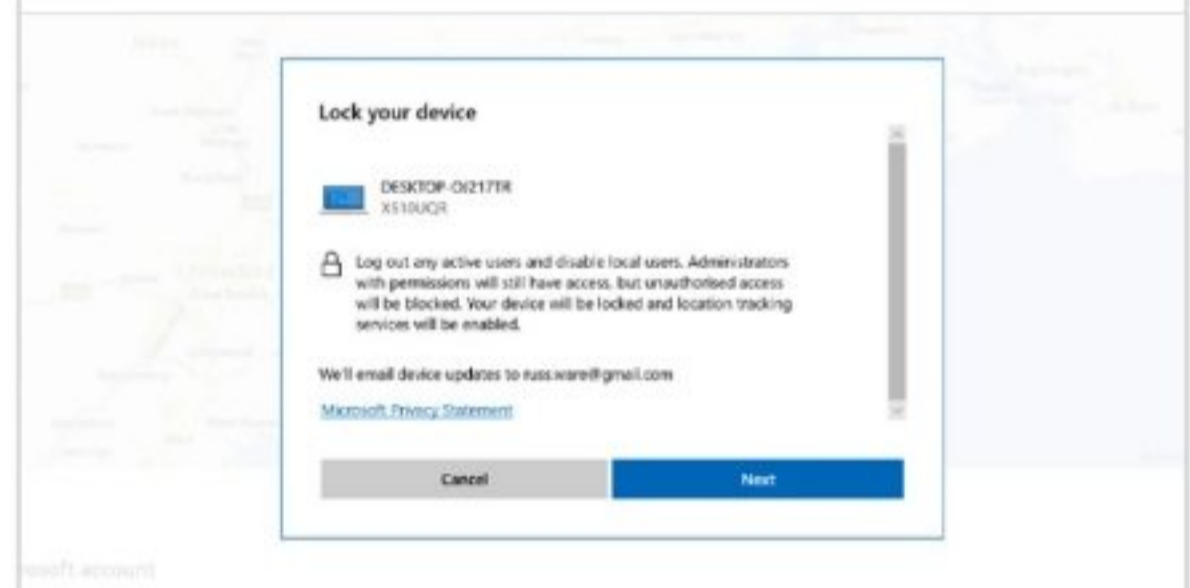 Lock your device
DESKTOP-OJ217TR
X510UQR
Log out any active users and disable local users. Administrators
with permissions will still have access, but unauthorised access
will be blocked. Your device will be locked and location tracking
services will be enabled.
We'll email device updates to russ.ware@gmail.com
Microsoft Privacy Statement
Cancel
Next
rosoft account